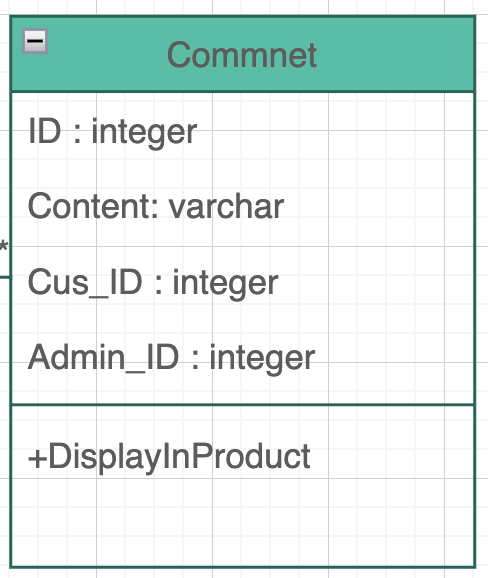 Commnet
ID : integer
Content: varchar
*
Cus_ID : integer
Admin_ID : integer
+DisplayInProduct